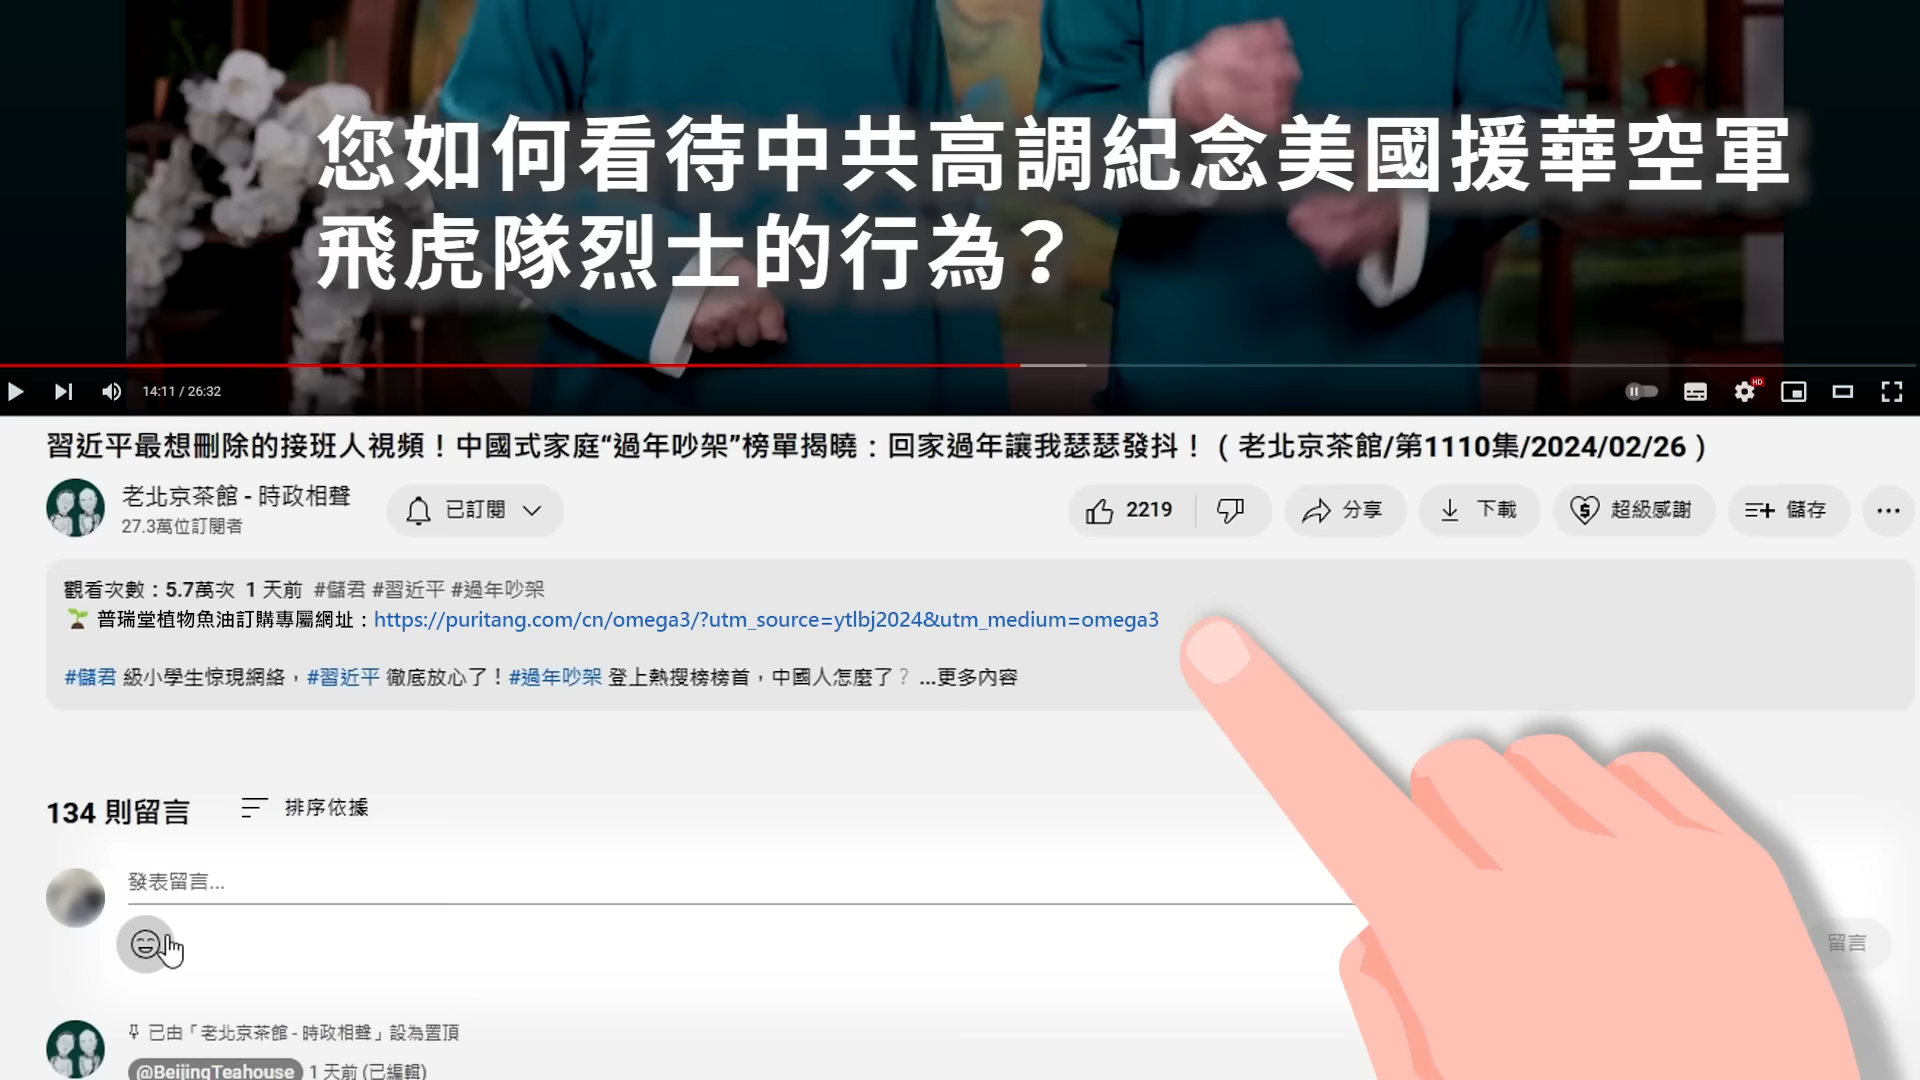 您如何看待中共高調紀念美國援華空軍
飛虎隊烈士的行為？
14:11 / 26:32
HD
習近平最想刪除的接班人視頻！中國式家庭“過年吵架”榜單揭曉：回家過年讓我瑟瑟發抖！（老北京茶館/第1110集/2024/02/26）
老北京茶館 - 時政相聲
27.3萬位訂閱者
已訂閱
2219
分享
下載
超級感謝
儲存
觀看次數：5.7萬次 1 天前 #儲君 #習近平 #過年吵架
普瑞堂植物魚油訂購專屬網址：https://puritang.com/cn/omega3/?utm_source=ytlbj2024&utm_medium=omega3
#儲君 級小學生惊現網絡，#習近平 徹底放心了！#過年吵架 登上熱搜榜榜首，中國人怎麼了？ ...更多內容
134 則留言
排序依據
發表留言...
留言
已由「老北京茶館 - 時政相聲」設為置頂
@BeijingTeahouse 1 天前 (已編輯)